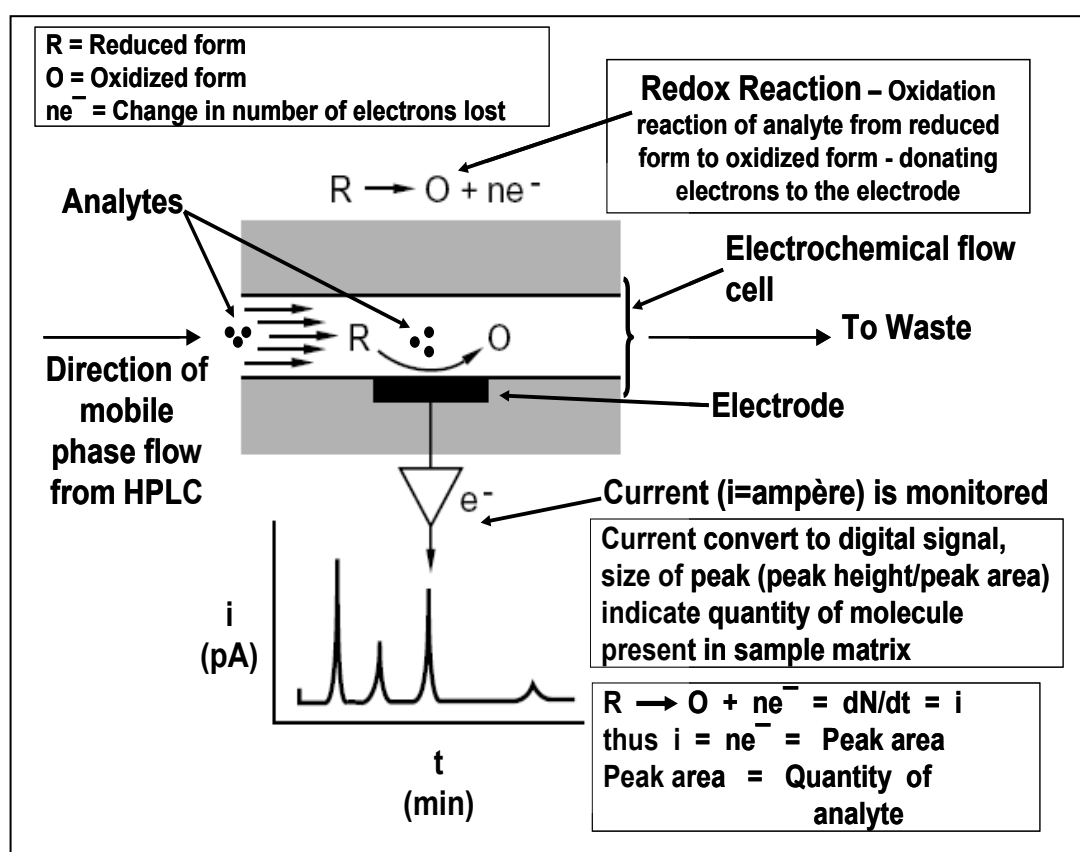 R = Reduced form
O = Oxidized form
ne¯ = Change in number of electrons lost
Redox Reaction – Oxidation
reaction of analyte from reduced
form to oxidized form - donating
electrons to the electrode
R → O + ne -
Analytes
Electrochemical flow
cell
R
O
To Waste
Direction of
mobile
phase flow
from HPLC
Electrode
e-
Current (i=ampère) is monitored
Current convert to digital signal,
size of peak (peak height/peak area)
indicate quantity of molecule
present in sample matrix
i
(pA)
R → O + ne¯ = dN/dt = i
thus i = ne¯ = Peak area
Peak area = Quantity of
analyte
t
(min)